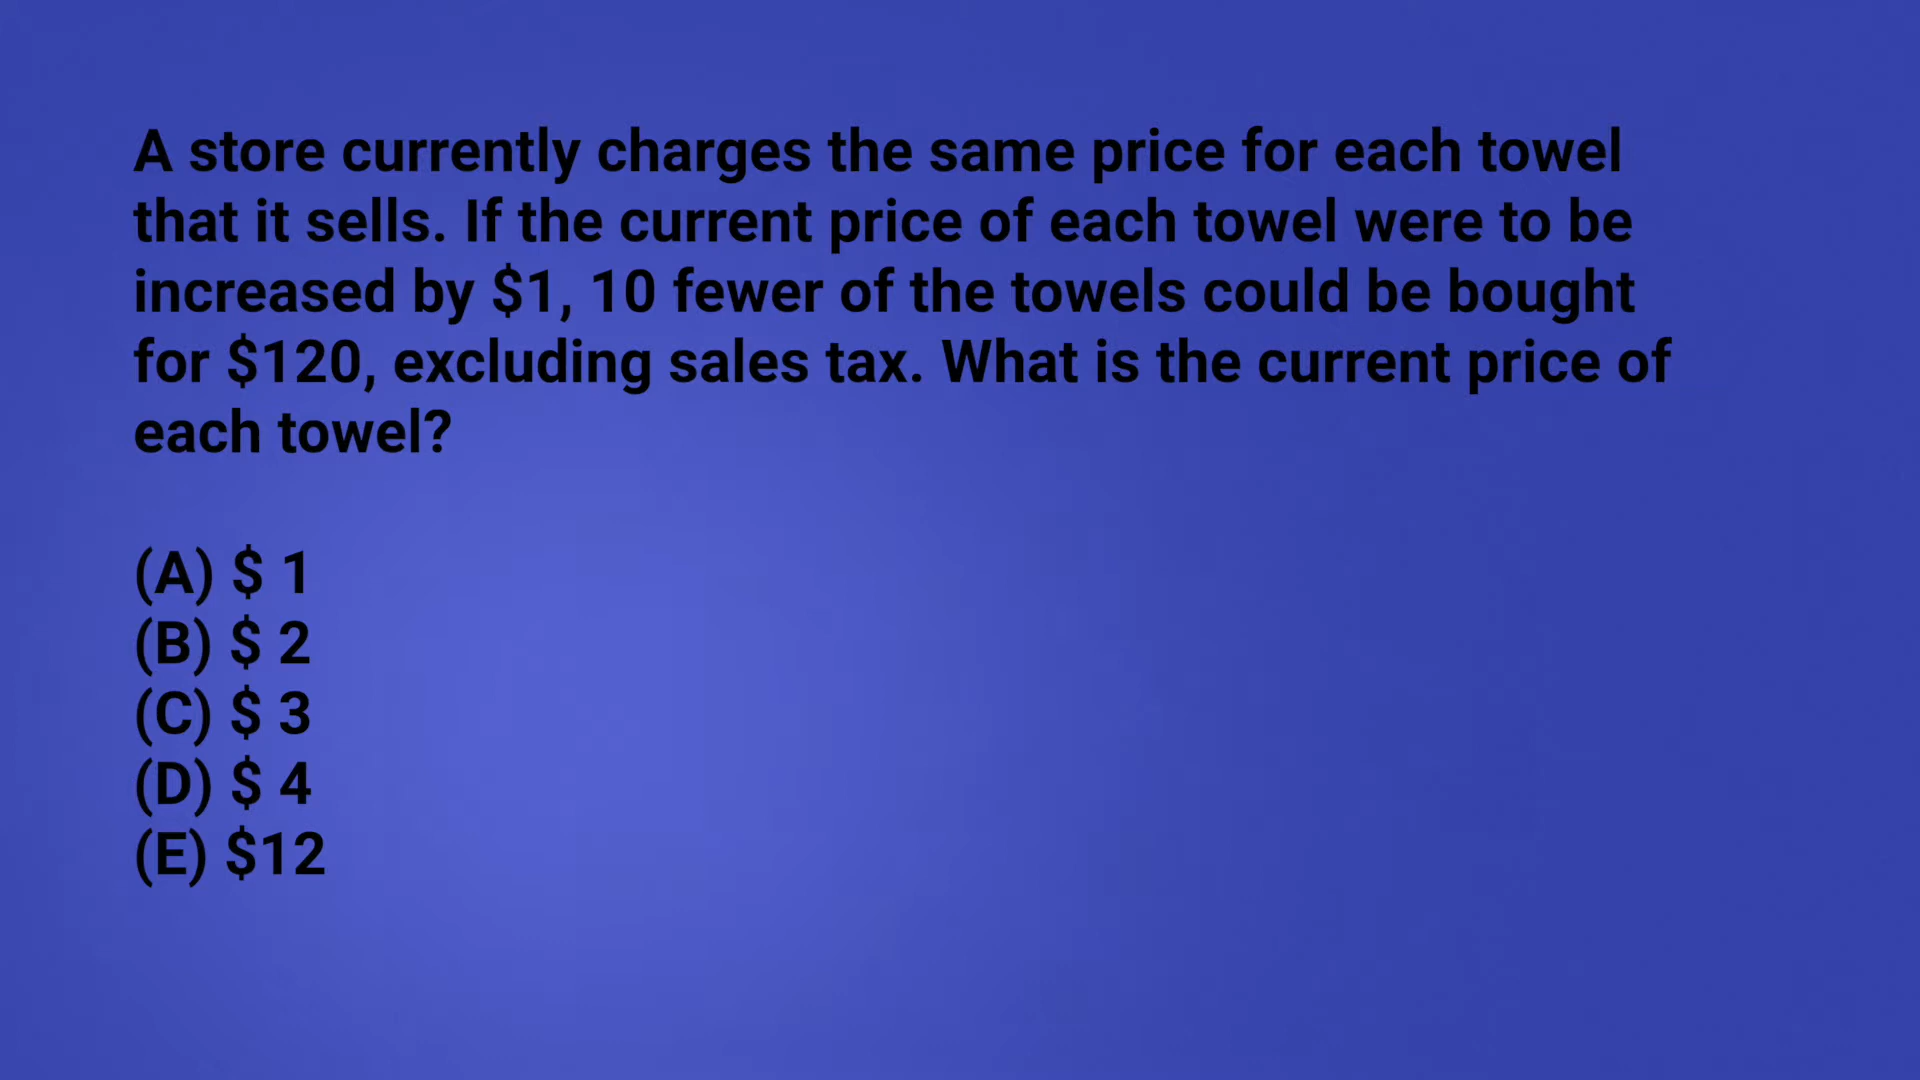 A store currently charges the same price for each towel
that it sells. If the current price of each towel were to be
increased by $1, 10 fewer of the towels could be bought
for $120, excluding sales tax. What is the current price of
each towel?
(A) $ 1
(B) $ 2
(C) $ 3
(D) $ 4
(E) $12